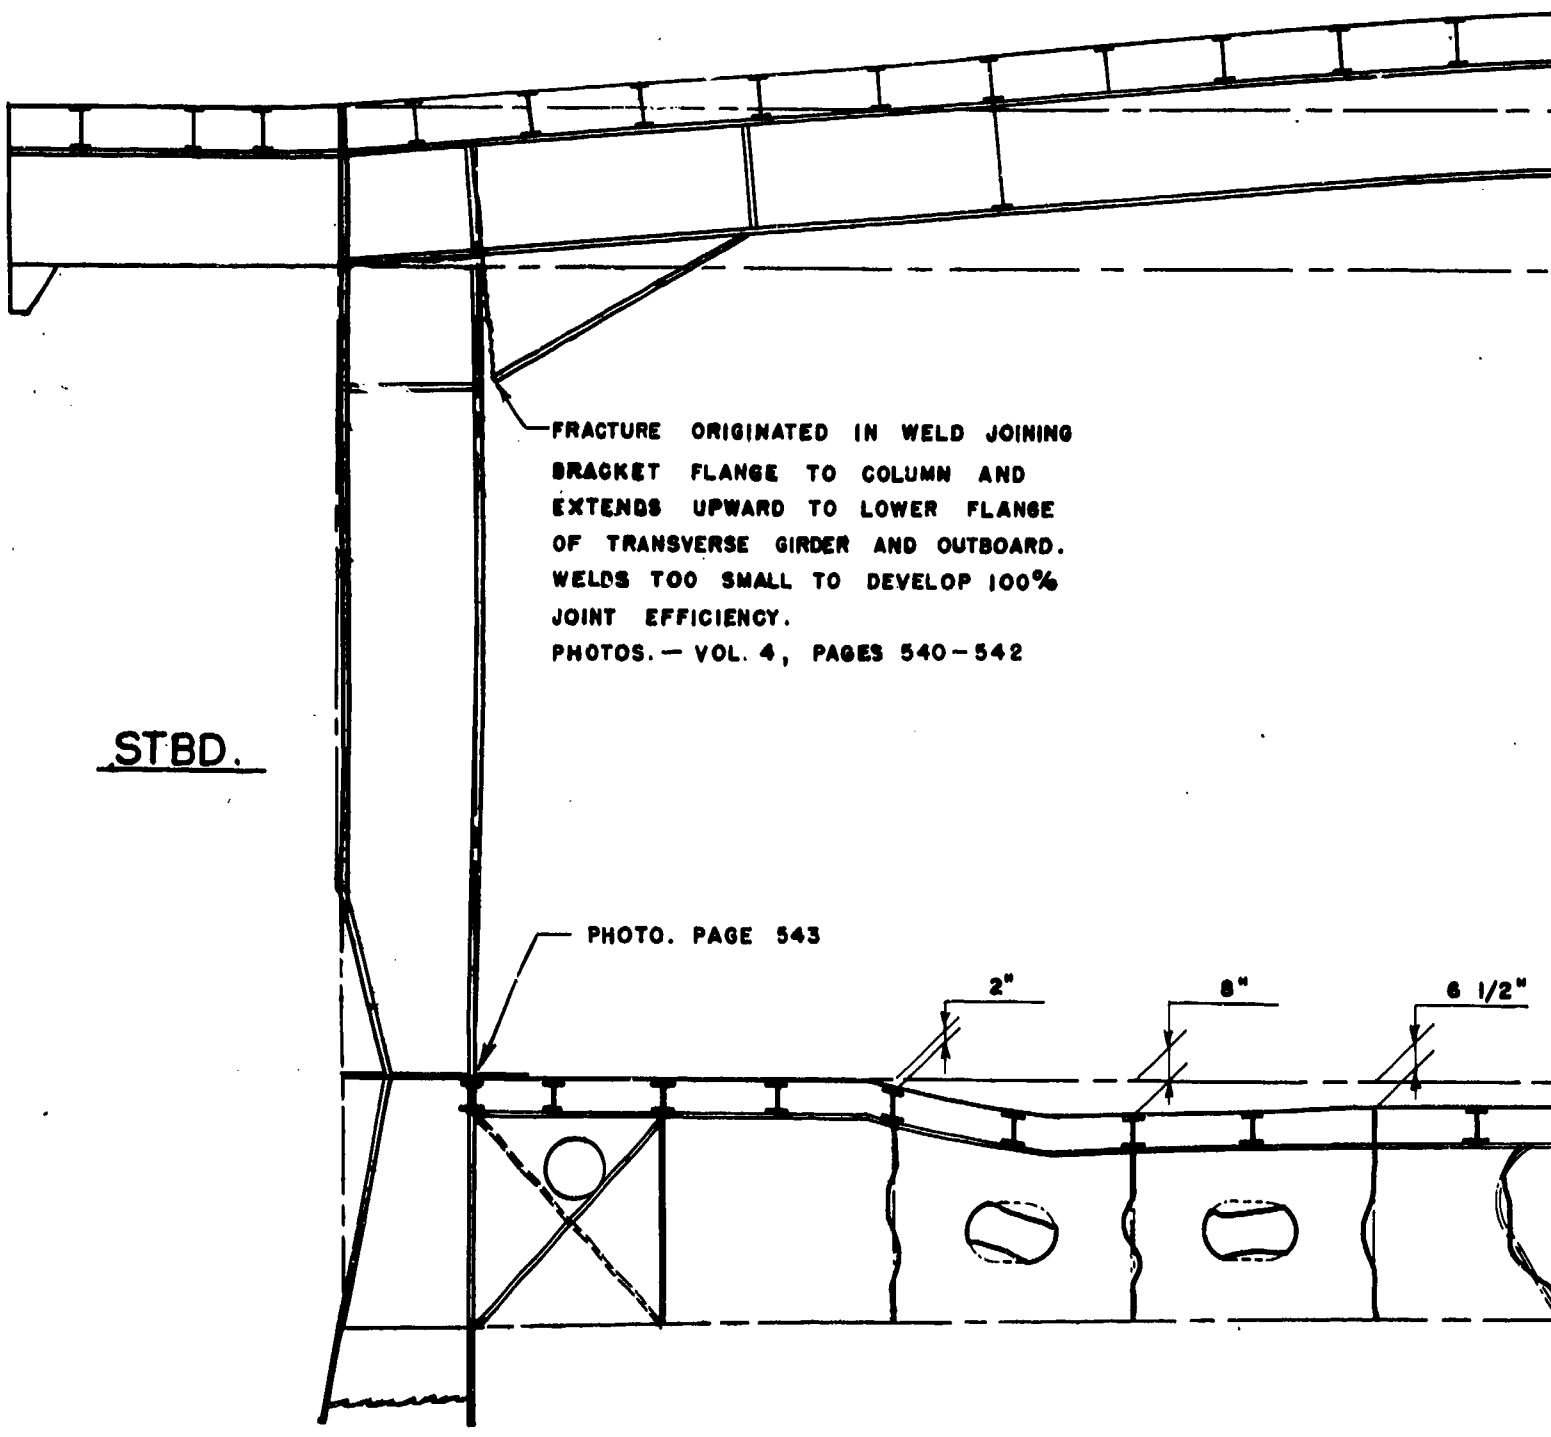 FRACTURE ORIGINATED IN WELD JOINING
BRACKET FLANGE TO COLUMN AND
EXTENDS UPWARD TO LOWER FLANGE
OF TRANSVERSE GIRDER AND OUTBOARD.
WELDS TOO SMALL TO DEVELOP 100%
JOINT EFFICIENCY.
PHOTOS.— VOL. 4, PAGES 540-542
STBD.
PHOTO. PAGE 543
2"
8"
6 1/2"